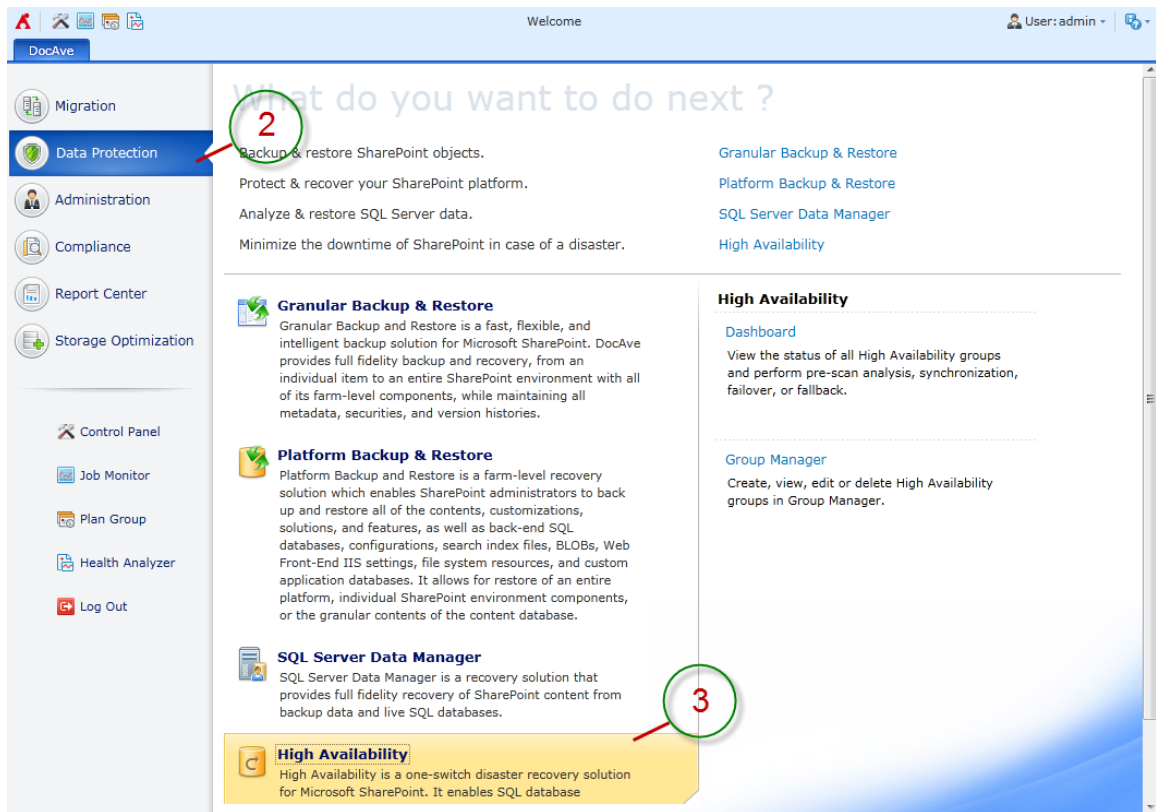 Welcome
User: admin
DocAve
What do you want to do next ?
Migration
2
Data Protection
Administration
Compliance
Report Center
Storage Optimization
Control Panel
Job Monitor
Plan Group
Health Analyzer
Log Out
Backup & restore SharePoint objects.
Granular Backup & Restore
Protect & recover your SharePoint platform.
Platform Backup & Restore
Analyze & restore SQL Server data.
SQL Server Data Manager
Minimize the downtime of SharePoint in case of a disaster.
High Availability
Granular Backup & Restore
Granular Backup and Restore is a fast, flexible, and
intelligent backup solution for Microsoft SharePoint. DocAve
provides full fidelity backup and recovery, from an
individual item to an entire SharePoint environment with all
of its farm-level components, while maintaining all
metadata, securities, and version histories.
Platform Backup & Restore
Platform Backup and Restore is a farm-level recovery
solution which enables SharePoint administrators to back
up and restore all of the contents, customizations,
solutions, and features, as well as back-end SQL
databases, configurations, search index files, BLOBs, Web
Front-End IIS settings, file system resources, and custom
application databases. It allows for restore of an entire
platform, individual SharePoint environment components,
or the granular contents of the content database.
SQL Server Data Manager
SQL Server Data Manager is a recovery solution that
provides full fidelity recovery of SharePoint content from
backup data and live SQL databases.
3
High Availability
High Availability is a one-switch disaster recovery solution
for Microsoft SharePoint. It enables SQL database
High Availability
Dashboard
View the status of all High Availability groups
and perform pre-scan analysis, synchronization,
failover, or fallback.
Group Manager
Create, view, edit or delete High Availability
groups in Group Manager.